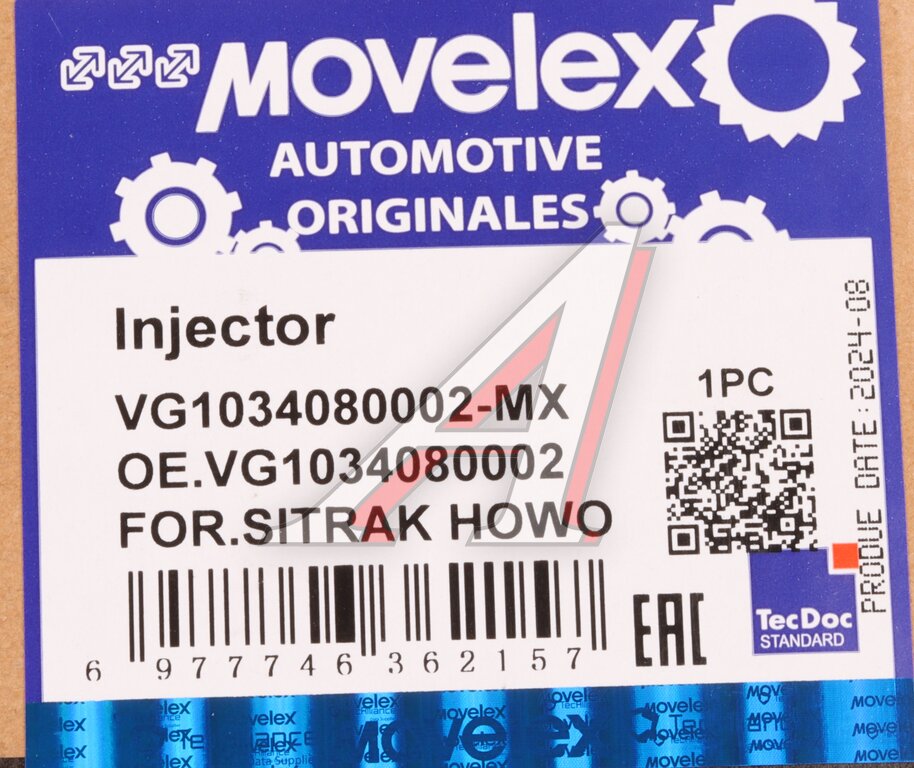 MOVelex
AUTOMOTIVE
ORIGINALES
Injector
VG1034080002-MX
OE.VG1034080002
FOR.SITRAK HOWO
1PC
PRODUE DATE:2024-08
6 977746 362157
EAC
TecDoc
STANDARD
MOVelex